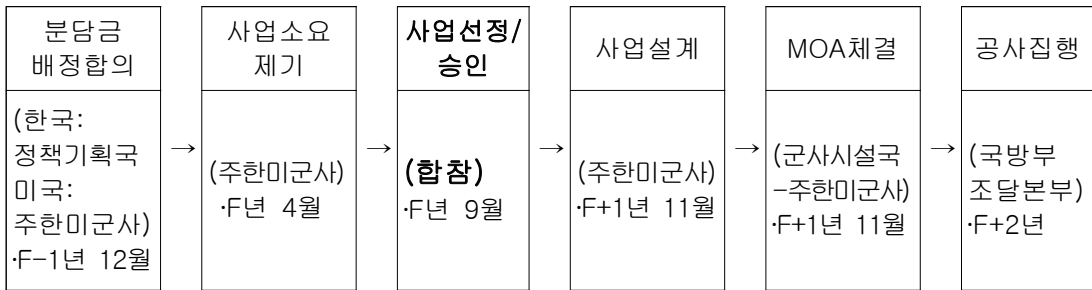 분담금
배정합의
(한국:
정책기획국
미국:
주한미군사)
·F-1년 12월
→
사업소요
제기
(주한미군사)
·F년 4월
→
사업선정/
승인
(합참)
·F년 9월
→
사업설계
(주한미군사)
·F+1년 11월
→
MOA체결
(군사시설국
-주한미군사)
·F+1년 11월
→
공사집행
(국방부
조달본부)
·F+2년